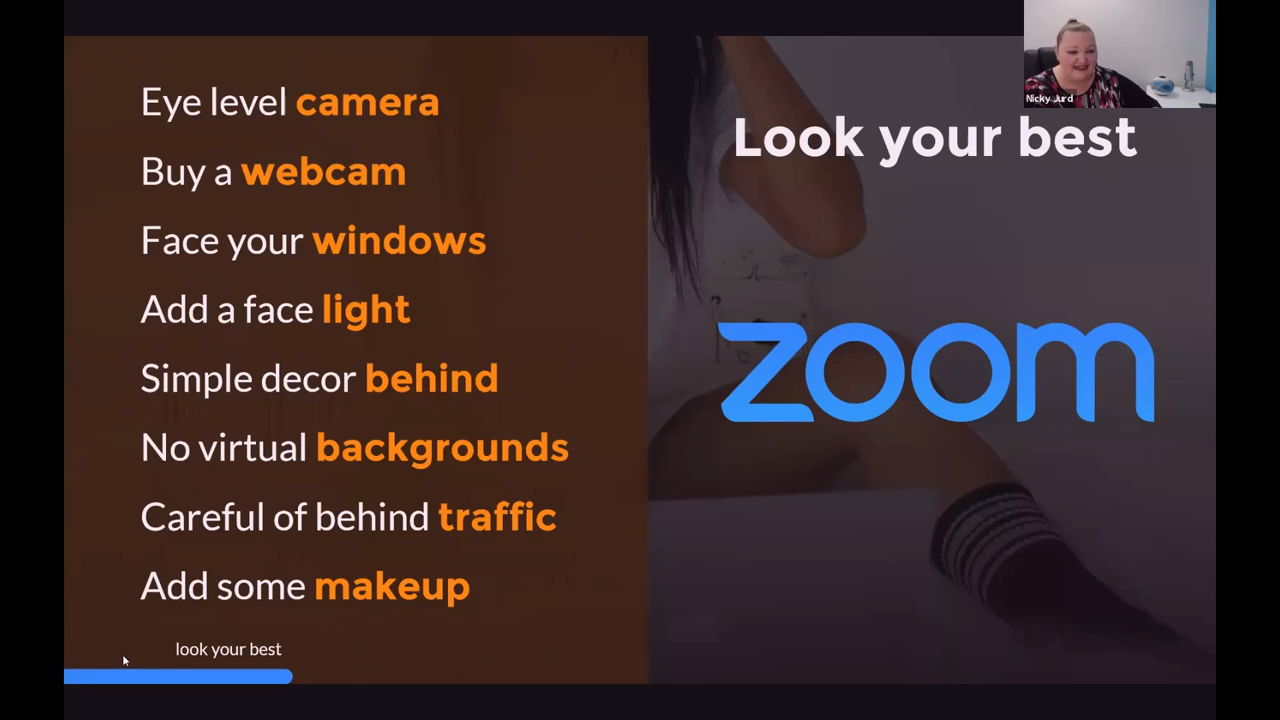 Eye level camera
Buy a webcam
Face your windows
Add a face light
Simple decor behind
No virtual backgrounds
Careful of behind traffic
Add some makeup
look your best
Nicky Jurd
Look your best
zoom